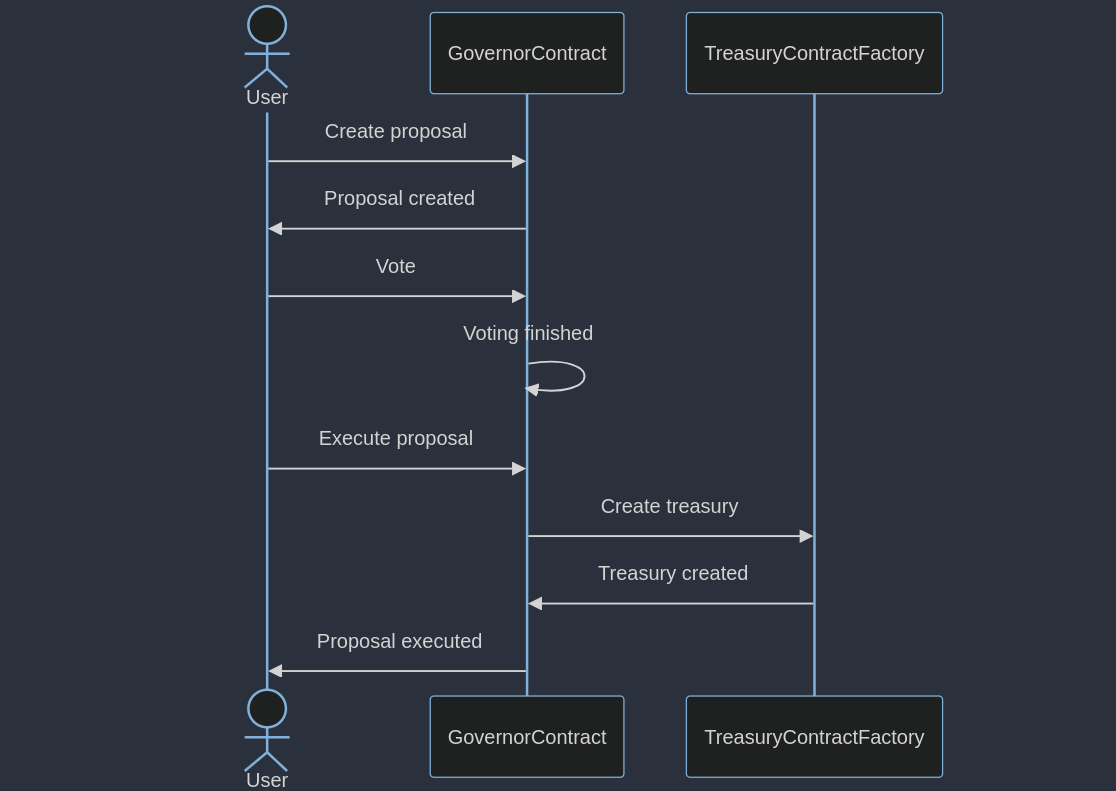 GovernorContract
TreasuryContractFactory
User
Create proposal
Proposal created
Vote
Voting finished
Execute proposal
Create treasury
Treasury created
Proposal executed
GovernorContract
TreasuryContractFactory
User